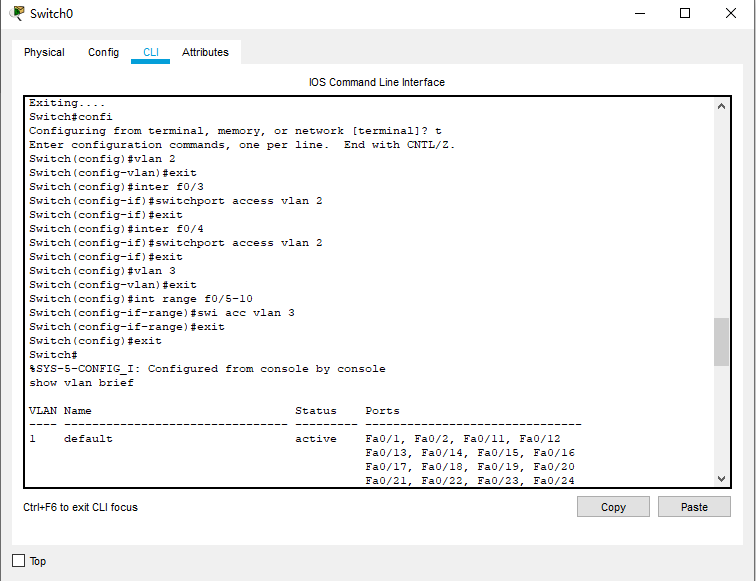 Switch0
Physical Config CLI Attributes
IOS Command Line Interface
Exiting....
Switch#confi
Configuring from terminal, memory, or network [terminal]? t
Enter configuration commands, one per line.  End with CNTL/Z.
Switch(config)#vlan 2
Switch(config-vlan)#exit
Switch(config)#inter f0/3
Switch(config-if)#switchport access vlan 2
Switch(config-if)#exit
Switch(config)#inter f0/4
Switch(config-if)#switchport access vlan 2
Switch(config-if)#exit
Switch(config)#vlan 3
Switch(config-vlan)#exit
Switch(config)#int range f0/5-10
Switch(config-if-range)#swi acc vlan 3
Switch(config-if-range)#exit
Switch(config)#exit
Switch#
%SYS-5-CONFIG_I: Configured from console by console
show vlan brief
VLAN Name                             Status    Ports
---- -------------------------------- --------- -------------------------------
1    default                          active    Fa0/1, Fa0/2, Fa0/11, Fa0/12
                                                Fa0/13, Fa0/14, Fa0/15, Fa0/16
                                                Fa0/17, Fa0/18, Fa0/19, Fa0/20
                                                Fa0/21, Fa0/22, Fa0/23, Fa0/24
Ctrl+F6 to exit CLI focus Copy Paste
Top